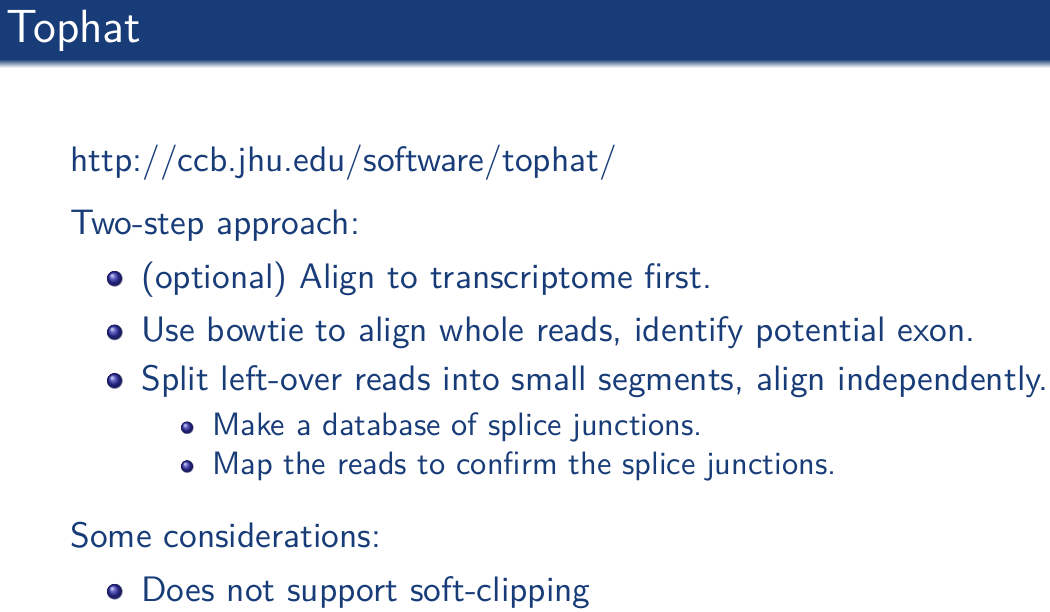 Tophat
http://ccb.jhu.edu/software/tophat/
Two-step approach:
(optional) Align to transcriptome first.
Use bowtie to align whole reads, identify potential exon.
Split left-over reads into small segments, align independently.
Make a database of splice junctions.
Map the reads to confirm the splice junctions.
Some considerations:
Does not support soft-clipping